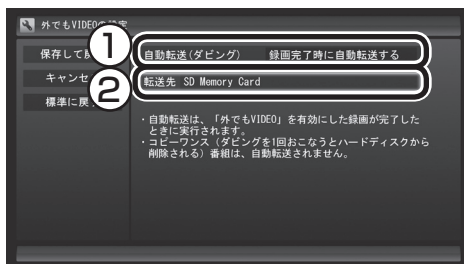 外でもVIDEOの設定
保存して戻
自動転送(ダビング) 録画完了時に自動転送する
キャンセ
転送先 SD Memory Card
標準に戻
①
②
・自動転送は、「外でもVIDEO」を有効にした録画が完了した
ときに実行されます。
・コピーワンス(ダビングを1回おこなうとハードディスクから
削除される)番組は、自動転送されません。